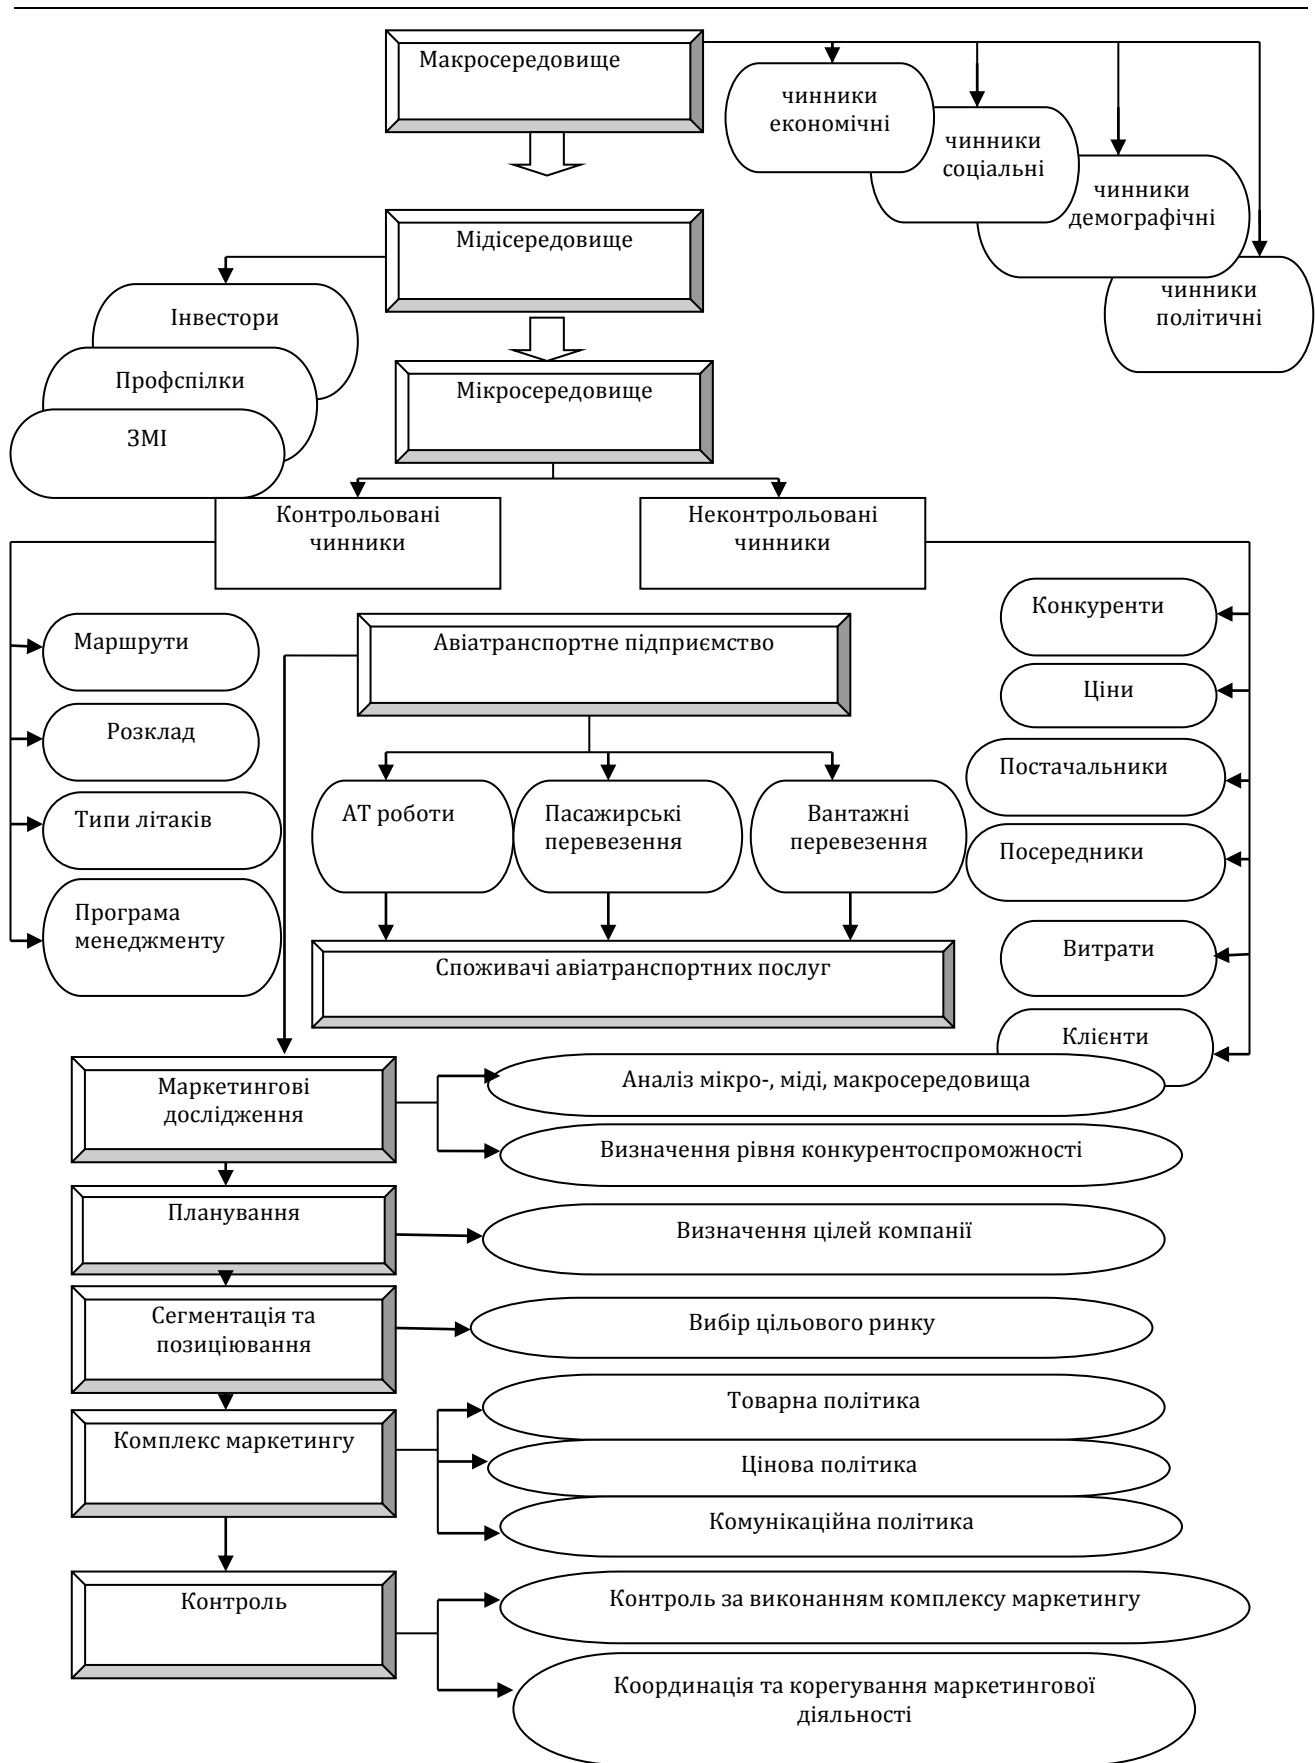 Макросередовище
чинники
економічні
чинники
соціальні
чинники
демографічні
чинники
політичні
Мідісередовище
Інвестори
Профспілки
ЗМІ
Мікросередовище
Контрольовані
чинники
Неконтрольовані
чинники
Маршрути
Розклад
Типи літаків
Програма
менеджменту
Авіатранспортне підприємство
АТ роботи
Пасажирські
перевезення
Вантажні
перевезення
Споживачі авіатранспортних послуг
Конкуренти
Ціни
Постачальники
Посередники
Витрати
Клієнти
Маркетингові
дослідження
Аналіз мікро-, міді, макросередовища
Визначення рівня конкурентоспроможності
Планування
Визначення цілей компанії
Сегментація та
позиціювання
Вибір цільового ринку
Комплекс маркетингу
Товарна політика
Цінова політика
Комунікаційна політика
Контроль
Контроль за виконанням комплексу маркетингу
Координація та корегування маркетингової
діяльності